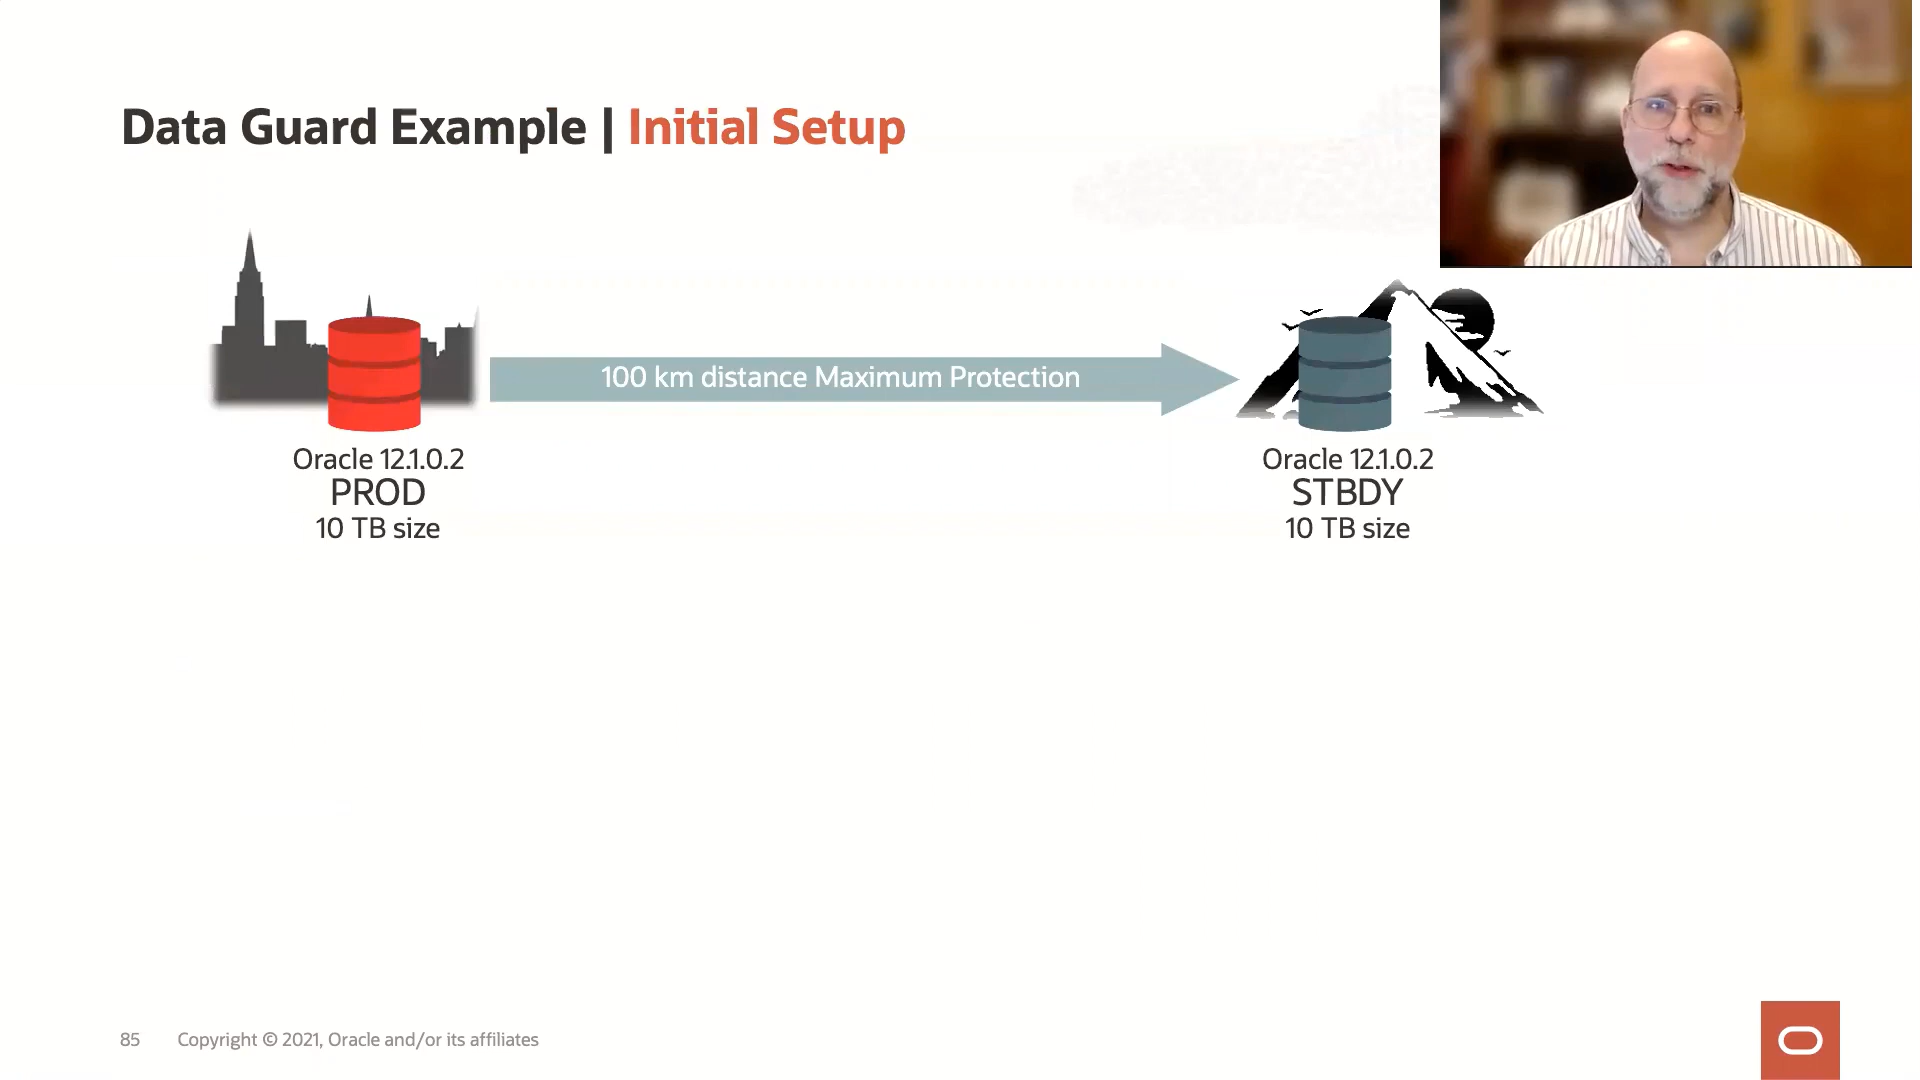 Data Guard Example | Initial Setup
100 km distance Maximum Protection
Oracle 12.1.0.2
PROD
10 TB size
Oracle 12.1.0.2
STBDY
10 TB size
85 Copyright © 2021, Oracle and/or its affiliates